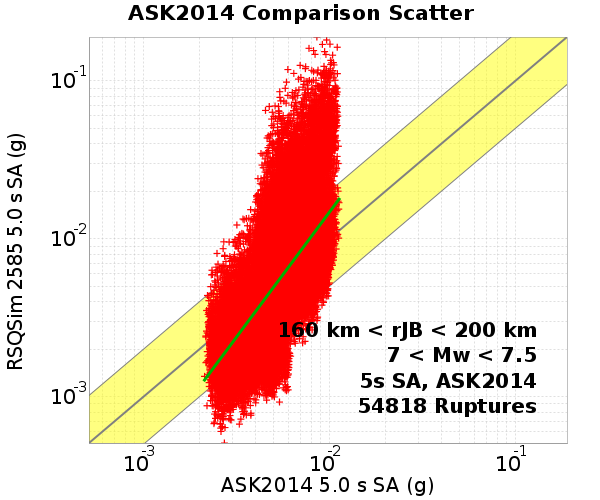 ASK2014 Comparison Scatter
RSQSim 2585 5.0 s SA (g)
10⁻¹
10⁻²
10⁻³
160 km < rJB < 200 km
7 < Mw < 7.5
5s SA, ASK2014
54818 Ruptures
10⁻³ 10⁻² 10⁻¹
ASK2014 5.0 s SA (g)